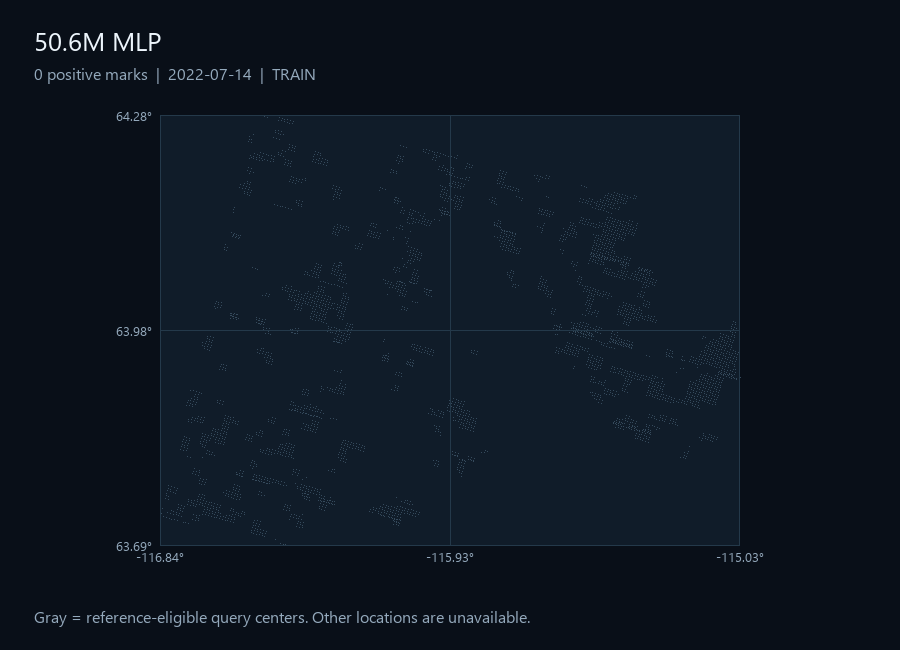 50.6M MLP
0 positive marks | 2022-07-14 | TRAIN
64.28°
63.98°
63.69°
-116.84°
-115.93°
-115.03°
Gray = reference-eligible query centers. Other locations are unavailable.